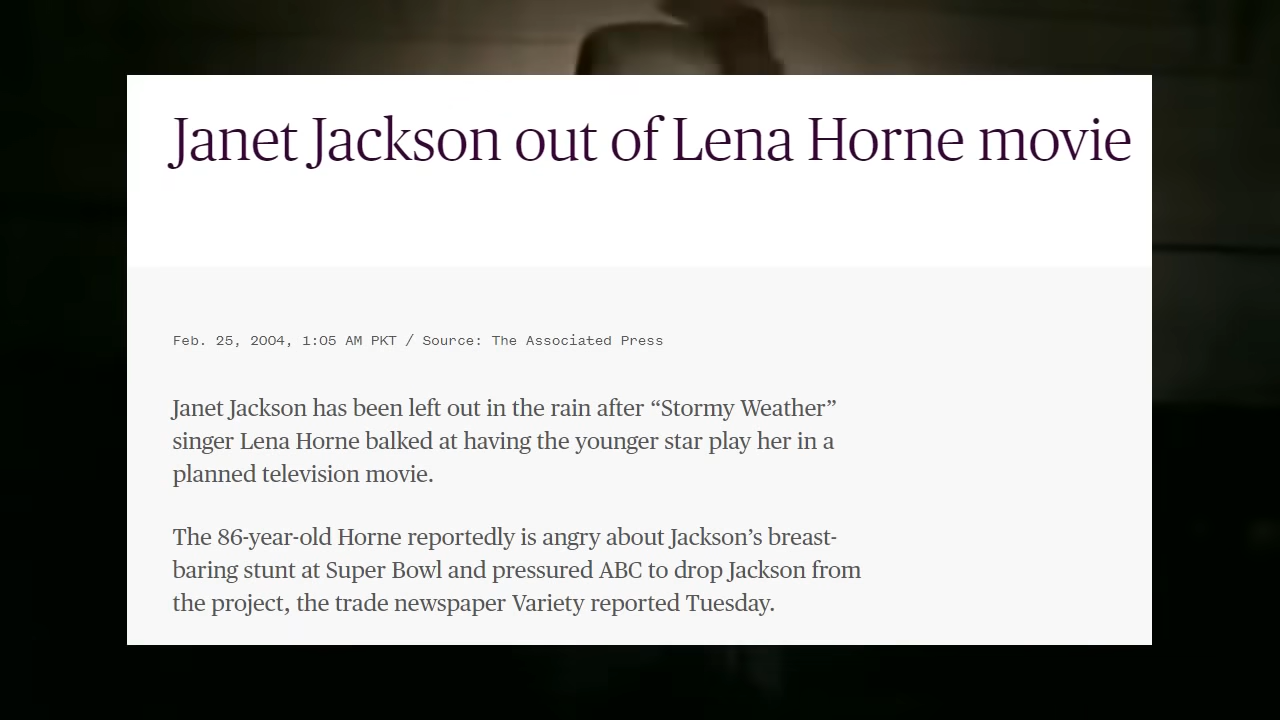 Janet Jackson out of Lena Horne movie
Feb. 25, 2004, 1:05 AM PKT / Source: The Associated Press
Janet Jackson has been left out in the rain after “Stormy Weather”
singer Lena Horne balked at having the younger star play her in a
planned television movie.
The 86-year-old Horne reportedly is angry about Jackson’s breast-
baring stunt at Super Bowl and pressured ABC to drop Jackson from
the project, the trade newspaper Variety reported Tuesday.